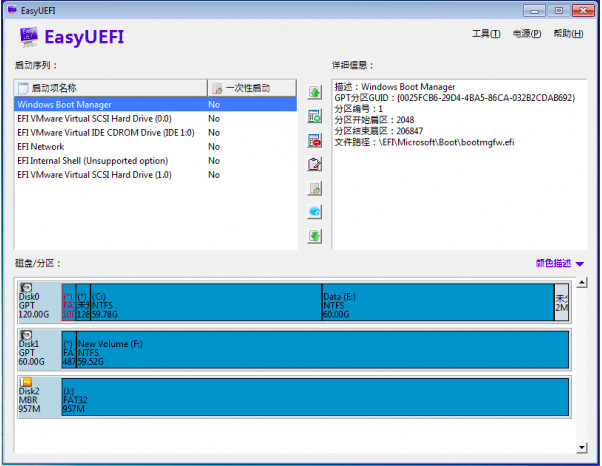 EasyUEFI
EasyUEFI
工具(T) 电源(P) 帮助(H)
启动序列：
详细信息：
启动项名称 一次性启动
Windows Boot Manager No
EFI VMware Virtual SCSI Hard Drive (0.0) No
EFI VMware Virtual IDE CDROM Drive (IDE 1:0) No
EFI Network No
EFI Internal Shell (Unsupported option) No
EFI VMware Virtual SCSI Hard Drive (1.0) No
描述：Windows Boot Manager
GPT分区GUID：{0025FCB6-29D4-4BA5-86CA-032B2CDAB692}
分区编号：1
分区开始扇区：2048
分区结束扇区：206847
文件路径：\EFI\Microsoft\Boot\bootmgfw.efi
磁盘/分区：
颜色描述
Disk0
GPT
120.00G
(*)
FA
100
(*)
未
128
(C:)
NTFS
59.78G
Data (E:)
NTFS
60.00G
2M
Disk1
GPT
60.00G
(*)
FA
487
New Volume (F:)
NTFS
59.52G
Disk2
MBR
957M
(J:)
FAT32
957M